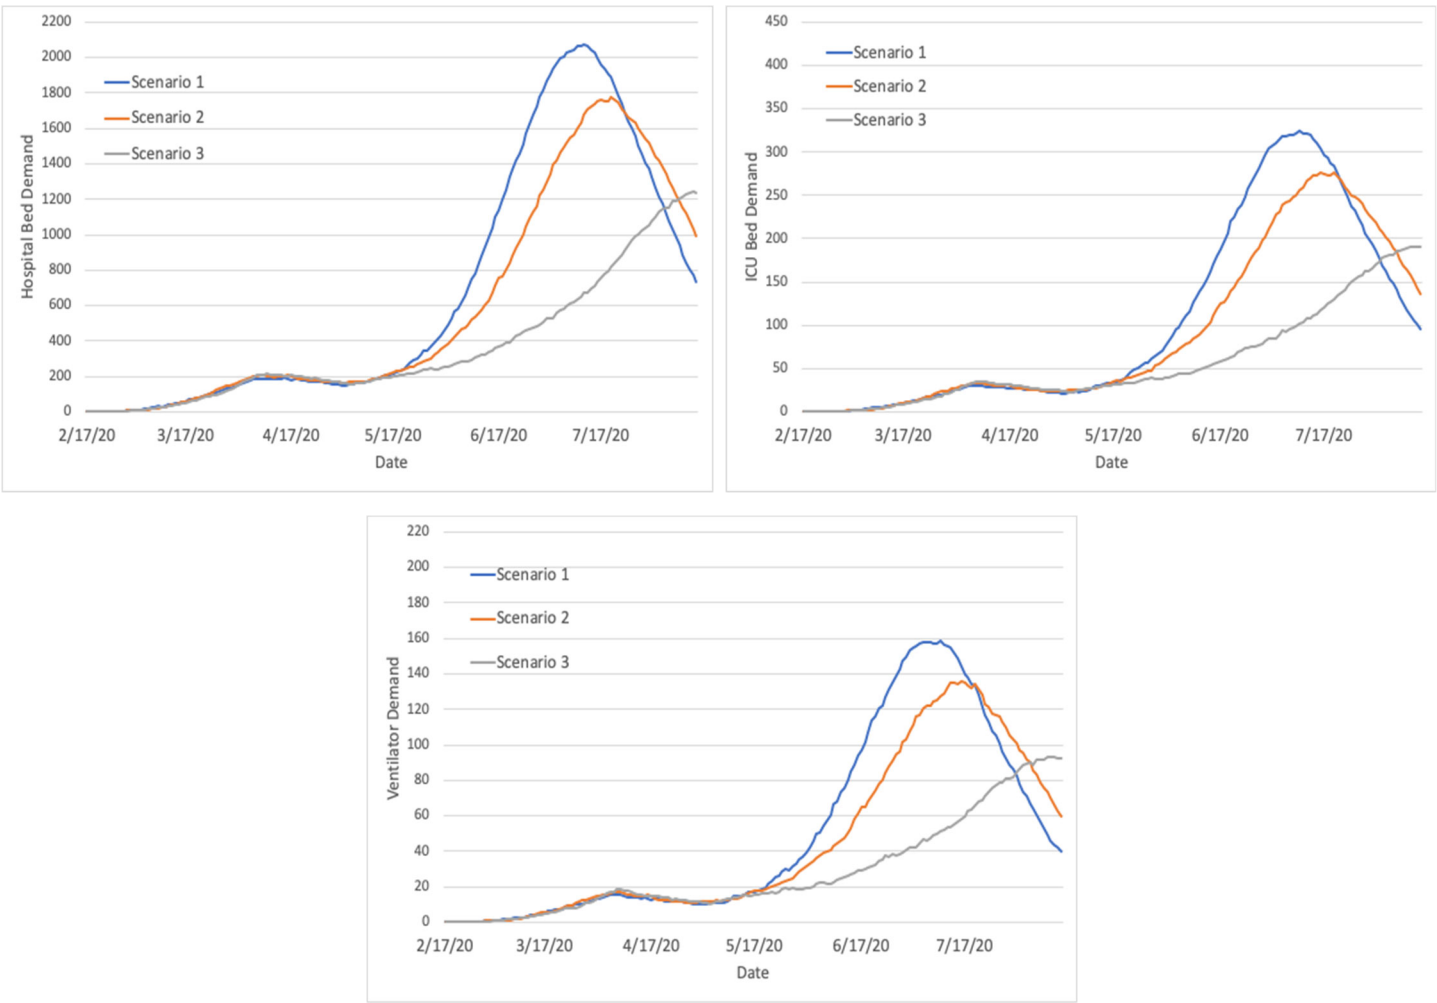 2200
2000
1800
1600
1400
1200
1000
800
600
400
200
0
Hospital Bed Demand
Scenario 1
Scenario 2
Scenario 3
2/17/20 3/17/20 4/17/20 5/17/20 6/17/20 7/17/20
Date
450
400
350
300
250
200
150
100
50
0
ICU Bed Demand
Scenario 1
Scenario 2
Scenario 3
2/17/20 3/17/20 4/17/20 5/17/20 6/17/20 7/17/20
Date
220
200
180
160
140
120
100
80
60
40
20
0
Ventilator Demand
Scenario 1
Scenario 2
Scenario 3
2/17/20 3/17/20 4/17/20 5/17/20 6/17/20 7/17/20
Date